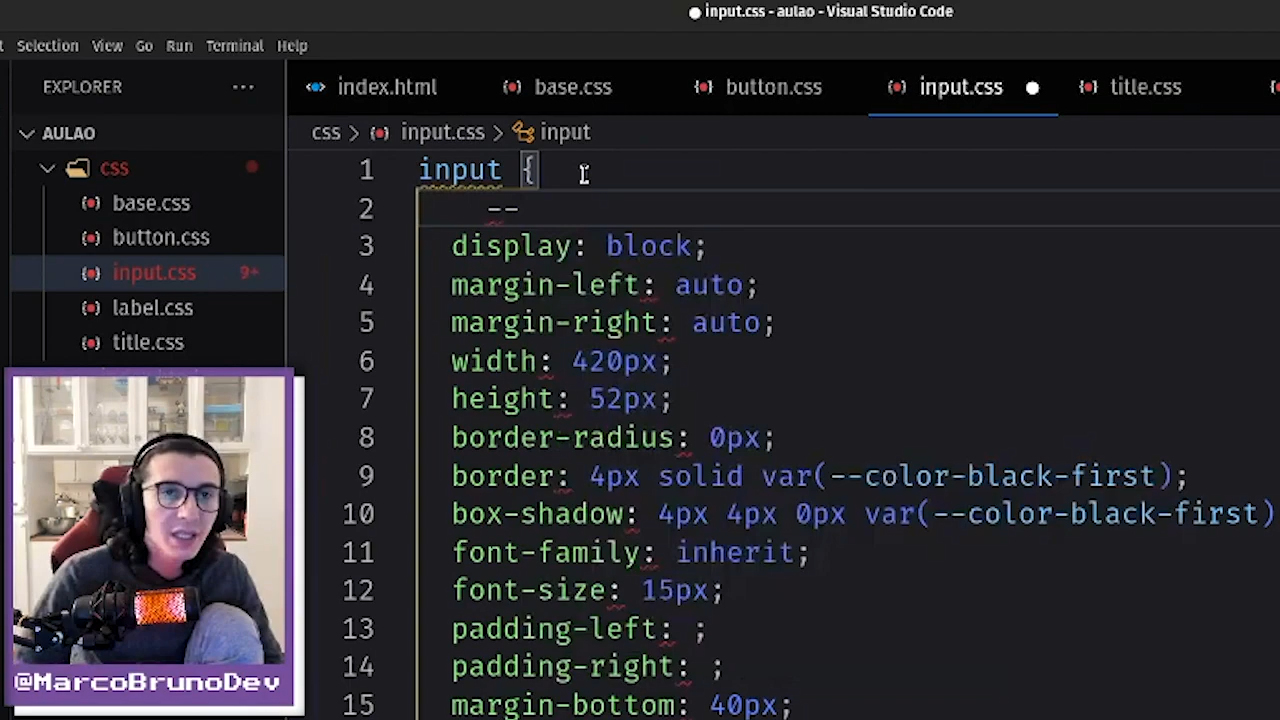 input.css - aulao - Visual Studio Code
Selection View Go Run Terminal Help
EXPLORER ...
index.html base.css button.css input.css title.css
AULAO
css > input.css > input
css
base.css
button.css
input.css 9+
label.css
title.css
1 input {
2 --
3 display: block;
4 margin-left: auto;
5 margin-right: auto;
6 width: 420px;
7 height: 52px;
8 border-radius: 0px;
9 border: 4px solid var(--color-black-first);
10 box-shadow: 4px 4px 0px var(--color-black-first)
11 font-family: inherit;
12 font-size: 15px;
13 padding-left: ;
14 padding-right: ;
15 margin-bottom: 40px;
@MarcoBrunoDev